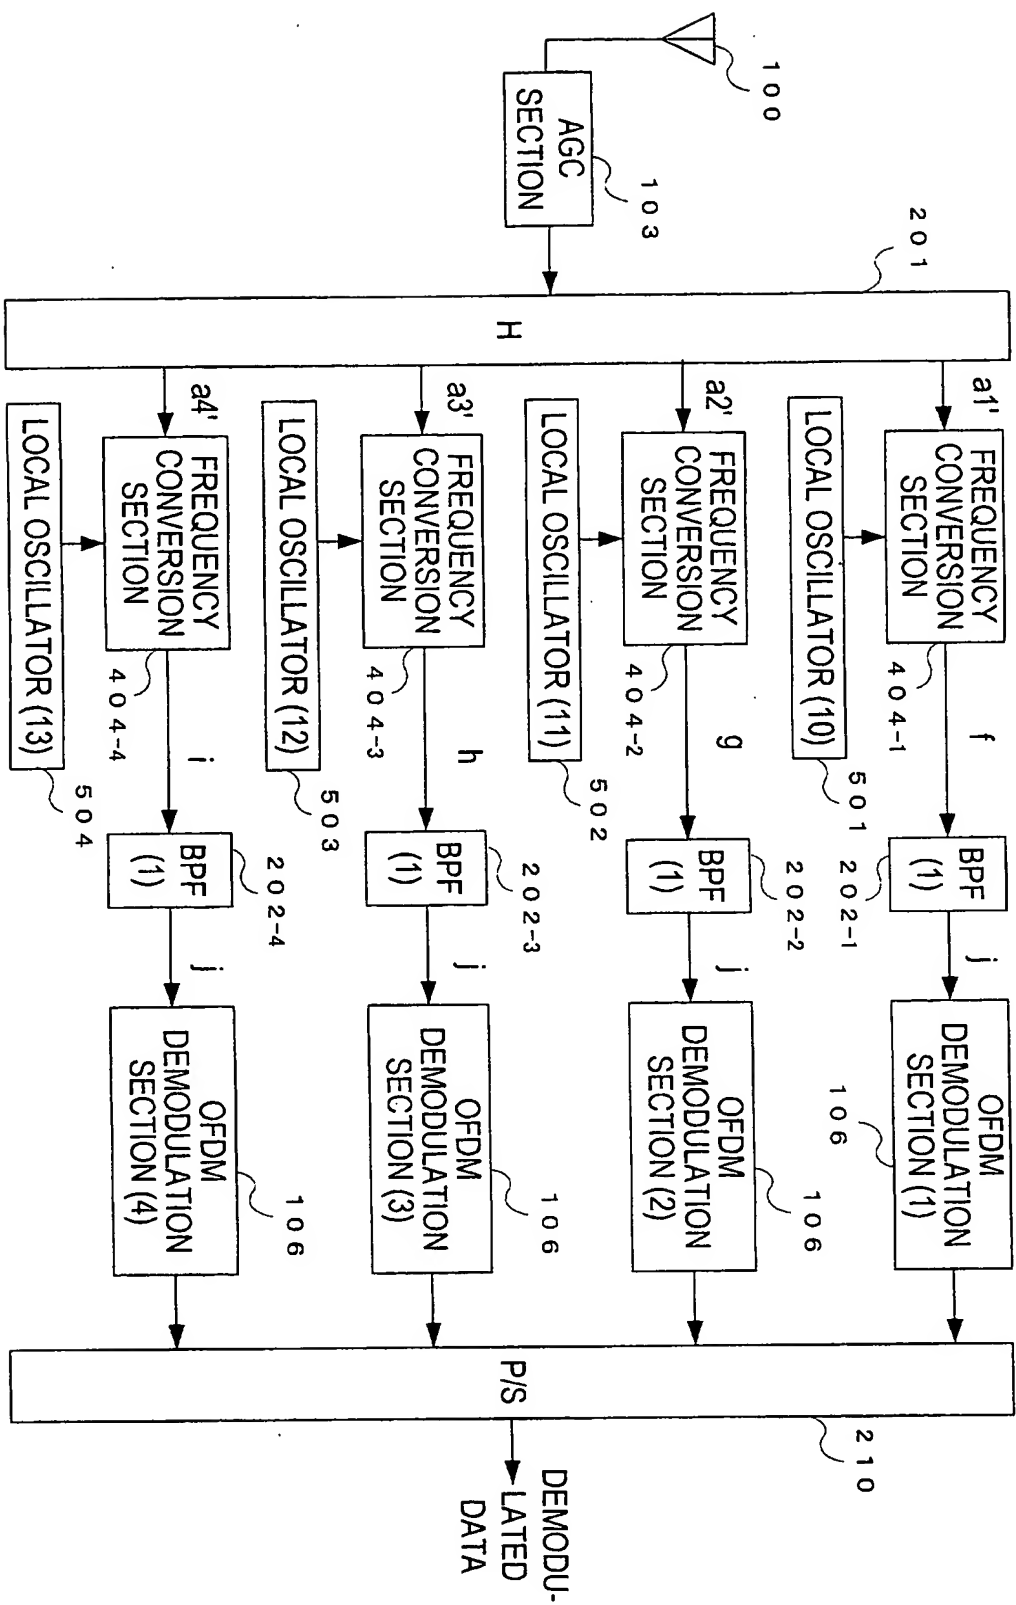 100
AGC
SECTION
103
201
H
a1'
FREQUENCY
CONVERSION
SECTION
404-1
LOCAL OSCILLATOR (10)
501
f
BPF
(1)
202-1
j
OFDM
DEMODULATION
SECTION (1)
106
a2'
FREQUENCY
CONVERSION
SECTION
404-2
LOCAL OSCILLATOR (11)
502
g
BPF
(1)
202-2
j
OFDM
DEMODULATION
SECTION (2)
106
a3'
FREQUENCY
CONVERSION
SECTION
404-3
LOCAL OSCILLATOR (12)
503
h
BPF
(1)
202-3
j
OFDM
DEMODULATION
SECTION (3)
106
a4'
FREQUENCY
CONVERSION
SECTION
404-4
LOCAL OSCILLATOR (13)
504
i
BPF
(1)
202-4
j
OFDM
DEMODULATION
SECTION (4)
106
P/S
210
DEMODU-
LATED
DATA